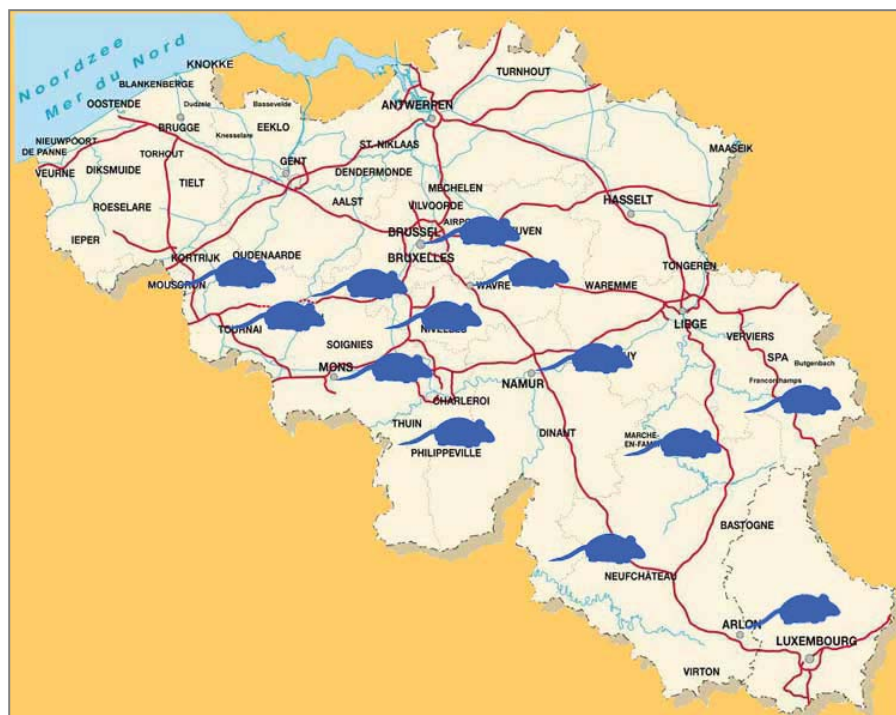 Noordzee
Mer du Nord
KNOKKE
BLANKENBERGE
OOSTENDE
Dudzele
Bassevelde
BRUGGE
Knesselare
EEKLO
NIEUWPOORT
DE PANNE
VEURNE
DIKSMUIDE
TORHOUT
TIELT
GENT
ST.-NIKLAAS
ANTWERPEN
TURNHOUT
MAASEIK
DENDERMONDE
MECHELEN
ROESELARE
AALST
VILVOORDE
HASSELT
IEPER
BRUSSEL
BRUXELLES
KORTRIJK
OUDENAARDE
TONGEREN
MOUSCRON
WAVRE
WAREMME
TOURNAI
SOIGNIES
NIVELLES
LIEGE
VERVIERS
SPA
Butgenbach
MONS
NAMUR
Francorchamps
CHARLEROI
THUIN
PHILIPPEVILLE
DINANT
MARCHE-
BASTOGNE
NEUFCHÂTEAU
ARLON
LUXEMBOURG
VIRTON